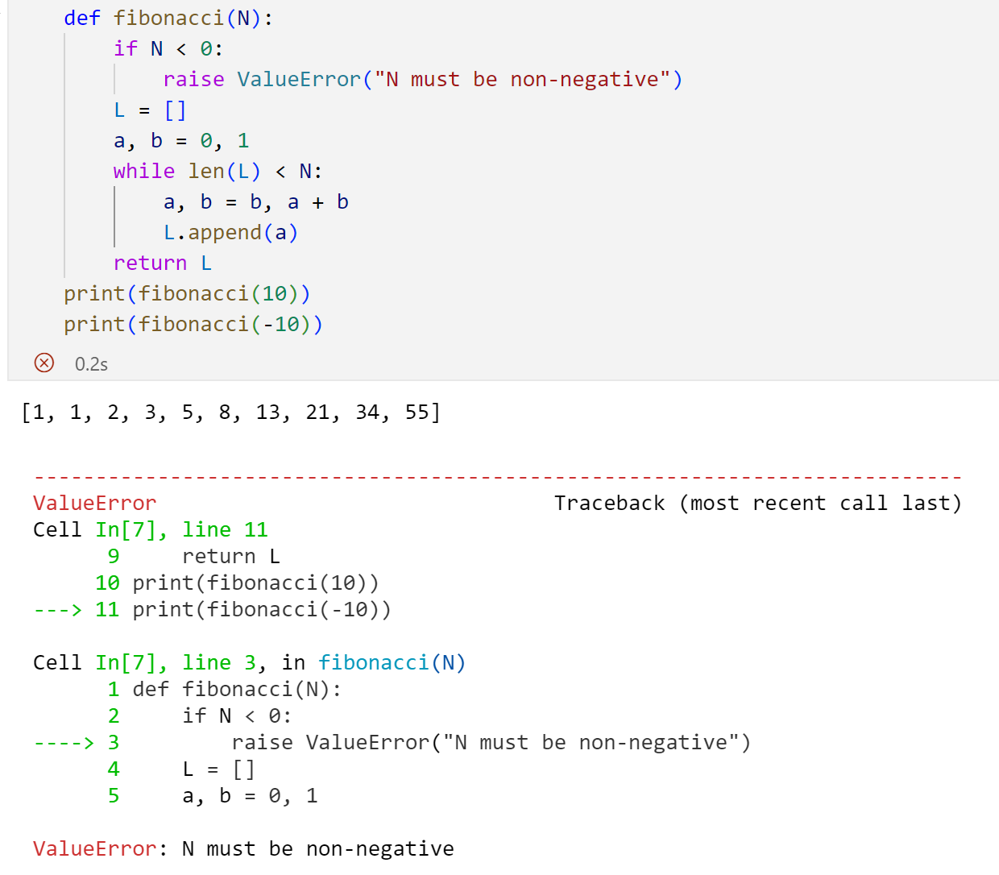 def fibonacci(N):
    if N < 0:
        raise ValueError("N must be non-negative")
    L = []
    a, b = 0, 1
    while len(L) < N:
        a, b = b, a + b
        L.append(a)
    return L
print(fibonacci(10))
print(fibonacci(-10))
0.2s
[1, 1, 2, 3, 5, 8, 13, 21, 34, 55]
---------------------------------------------------------------------------
ValueError                                Traceback (most recent call last)
Cell In[7], line 11
      9     return L
     10 print(fibonacci(10))
---> 11 print(fibonacci(-10))
Cell In[7], line 3, in fibonacci(N)
      1 def fibonacci(N):
      2     if N < 0:
----> 3         raise ValueError("N must be non-negative")
      4     L = []
      5     a, b = 0, 1
ValueError: N must be non-negative